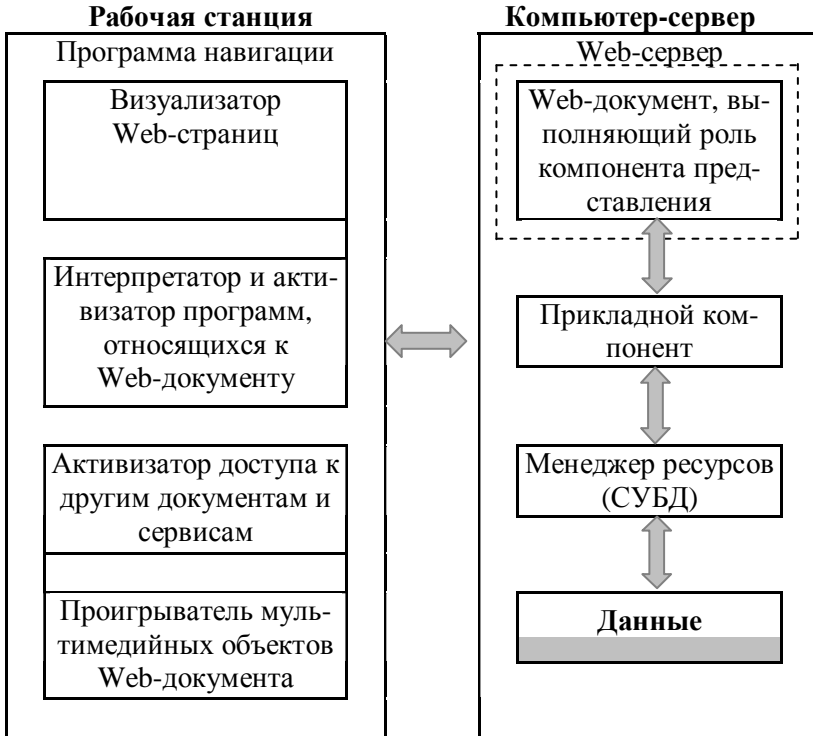 Рабочая станция
Программа навигации
Визуализатор
Web-страниц
Интерпретатор и акти-
визатор программ,
относящихся к
Web-документу
Активизатор доступа к
другим документам и
сервисам
Проигрыватель муль-
тимедийных объектов
Web-документа
Компьютер-сервер
Web-сервер
Web-документ, вы-
полняющий роль
компонента пред-
ставления
Прикладной ком-
понент
Менеджер ресурсов
(СУБД)
Данные